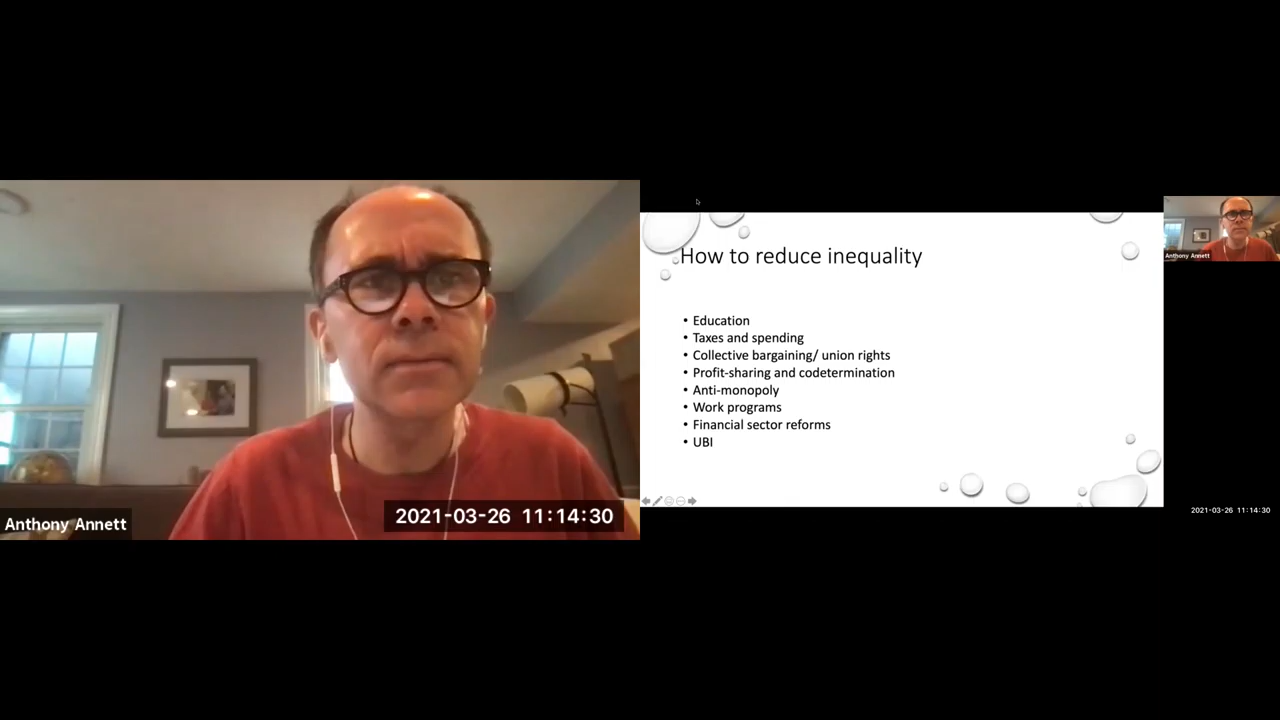 How to reduce inequality
• Education
• Taxes and spending
• Collective bargaining/ union rights
• Profit-sharing and codetermination
• Anti-monopoly
• Work programs
• Financial sector reforms
• UBI
Anthony Annett
2021-03-26 11:14:30
Anthony Annett
2021-03-26 11:14:30